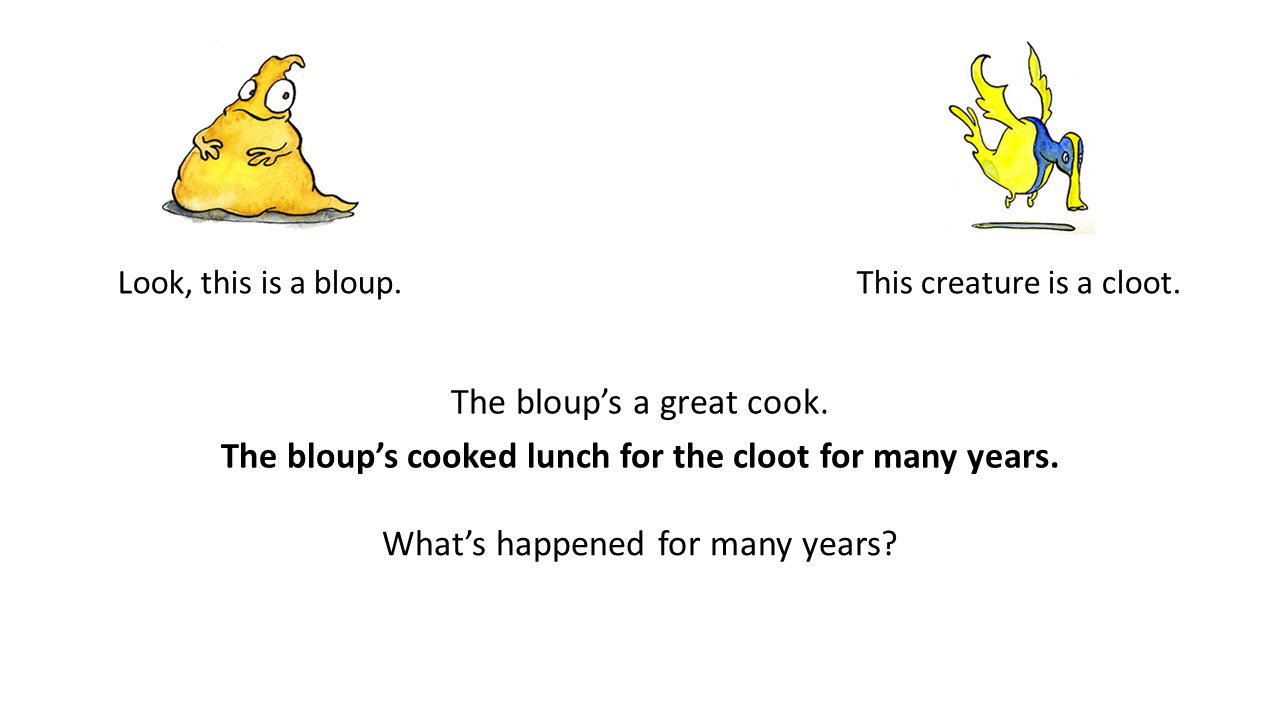 Look, this is a bloup.
This creature is a cloot.
The bloup’s a great cook.
The bloup’s cooked lunch for the cloot for many years.
What’s happened for many years?